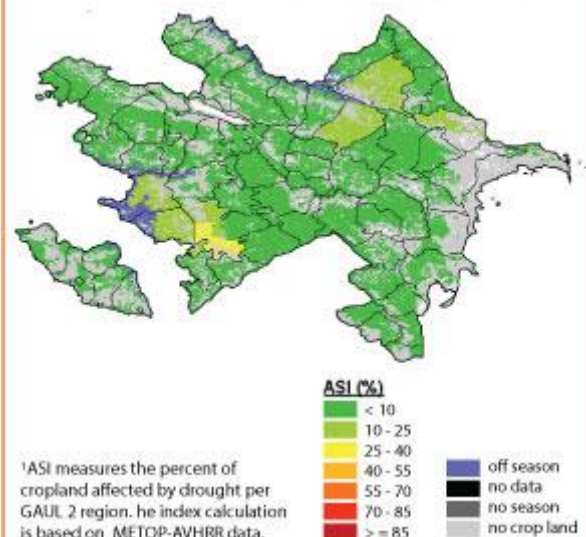 ASI (%)
< 10
10 - 25
25 - 40
40 - 55
55 - 70
70 - 85
> = 85
off season
no data
no season
no crop land
¹ASI measures the percent of
cropland affected by drought per
GAUL 2 region. he index calculation
is based on METOP-AVHRR data.